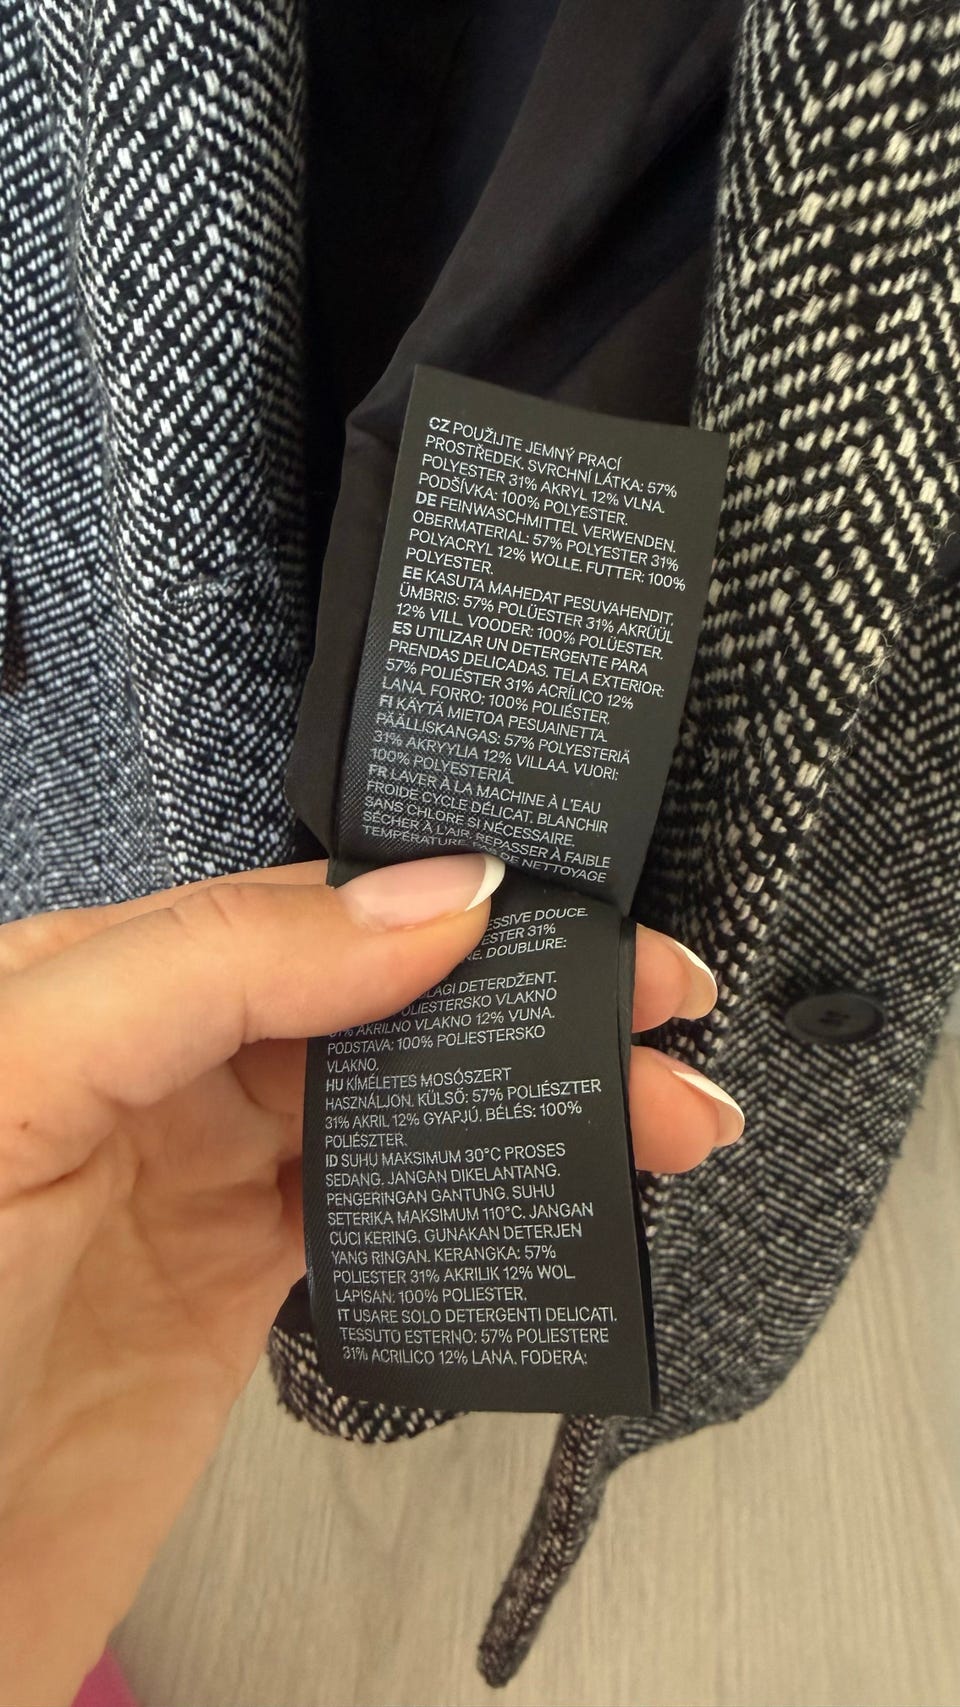 CZ POUŽIJTE JEMNÝ PRACÍ
PROSTŘEDEK. SVRCHNÍ LÁTKA: 57%
POLYESTER 31% AKRYL 12% VLNA.
PODŠÍVKA: 100% POLYESTER.
DE FEINWASCHMITTEL VERWENDEN.
OBERMATERIAL: 57% POLYESTER 31%
POLYACRYL 12% WOLLE. FUTTER: 100%
POLYESTER.
EE KASUTA MAHEDAT PESUVAHENDIT.
ÜMBRIS: 57% POLÜESTER 31% AKRÜÜL
12% VILL. VOODER: 100% POLÜESTER.
ES UTILIZAR UN DETERGENTE PARA
PRENDAS DELICADAS. TELA EXTERIOR:
57% POLIÉSTER 31% ACRÍLICO 12%
LANA. FORRO: 100% POLIÉSTER.
FI KÄYTÄ MIETOA PESUAINETTA.
PÄÄLLISKANGAS: 57% POLYESTERIÄ
31% AKRYYLIA 12% VILLAA. VUORI:
100% POLYESTERIÄ.
FR LAVER À LA MACHINE À L'EAU
FROIDE CYCLE DÉLICAT. BLANCHIR
SANS CHLORE SI NÉCESSAIRE.
SÉCHER À L'AIR. REPASSER À FAIBLE
TEMPÉRATURE. DE NETTOYAGE
DOUCE.
31%
DOUBLURE:
DETERDŽENT.
VLAKNO
31% AKRILNO VLAKNO 12% VUNA.
PODSTAVA: 100% POLIESTERSKO
VLAKNO.
HU KÍMÉLETES MOSÓSZERT
HASZNÁLJON. KÜLSŐ: 57% POLIÉSZTER
31% AKRIL 12% GYAPJÚ. BÉLÉS: 100%
POLIÉSZTER.
ID SUHU MAKSIMUM 30°C PROSES
SEDANG. JANGAN DIKELANTANG.
PENGERINGAN GANTUNG. SUHU
SETERIKA MAKSIMUM 110°C. JANGAN
CUCI KERING. GUNAKAN DETERJEN
YANG RINGAN. KERANGKA: 57%
POLIESTER 31% AKRILIK 12% WOL.
LAPISAN: 100% POLIESTER.
IT USARE SOLO DETERGENTI DELICATI.
TESSUTO ESTERNO: 57% POLIESTERE
31% ACRILICO 12% LANA. FODERA: